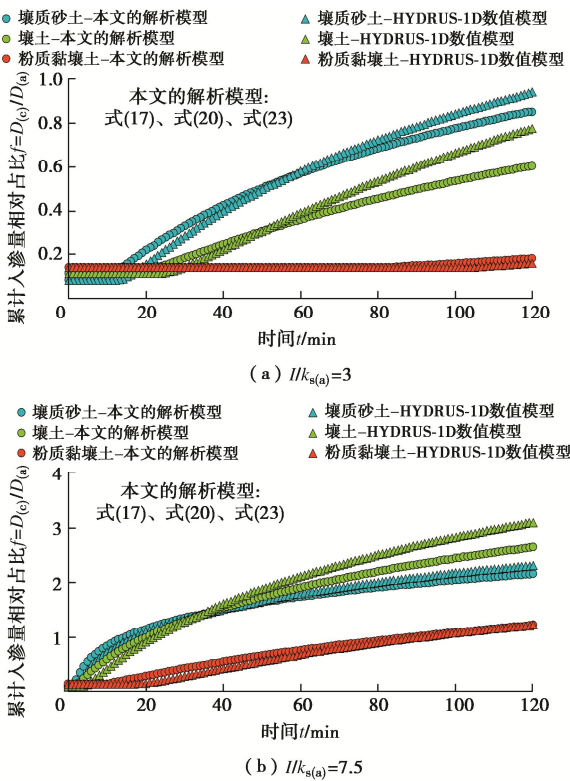 壤质砂土–本文的解析模型 壤质砂土–HYDRUS-1D数值模型
壤土–本文的解析模型 壤土–HYDRUS-1D数值模型
粉质黏壤土–本文的解析模型 粉质黏壤土–HYDRUS-1D数值模型
累计入渗量相对占比f=D(c)/D(a)
1.0
0.8
0.6
0.4
0.2
本文的解析模型:
式(17)、式(20)、式(23)
0 20 40 60 80 100 120
时间t/min
(a) I/ks(a)=3
壤质砂土–本文的解析模型 壤质砂土–HYDRUS-1D数值模型
壤土–本文的解析模型 壤土–HYDRUS-1D数值模型
粉质黏壤土–本文的解析模型 粉质黏壤土–HYDRUS-1D数值模型
累计入渗量相对占比f=D(c)/D(a)
4
3
2
1
本文的解析模型:
式(17)、式(20)、式(23)
0 20 40 60 80 100 120
时间t/min
(b) I/ks(a)=7.5